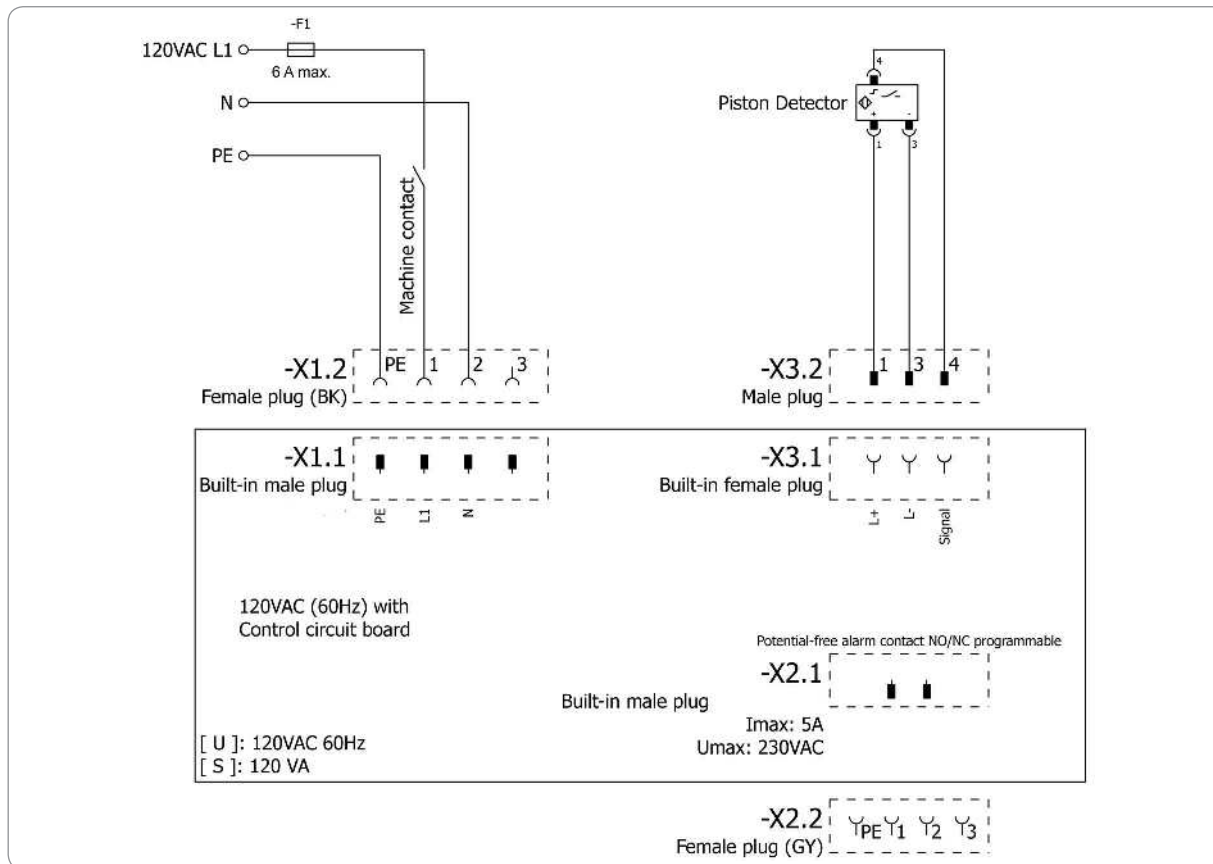 -F1
120VAC L1
6 A max.
N
PE
Machine contact
4
Piston Detector
+ -
1 3
-X1.2
PE 1 2 3
Female plug (BK)
-X3.2
1 3 4
Male plug
-X1.1
Built-in male plug
PE L1 N
-X3.1
Built-in female plug
L+ L- Signal
120VAC (60Hz) with
Control circuit board
Potential-free alarm contact NO/NC programmable
-X2.1
Built-in male plug
Imax: 5A
Umax: 230VAC
[ U ]: 120VAC 60Hz
[ S ]: 120 VA
-X2.2
PE 1 2 3
Female plug (GY)